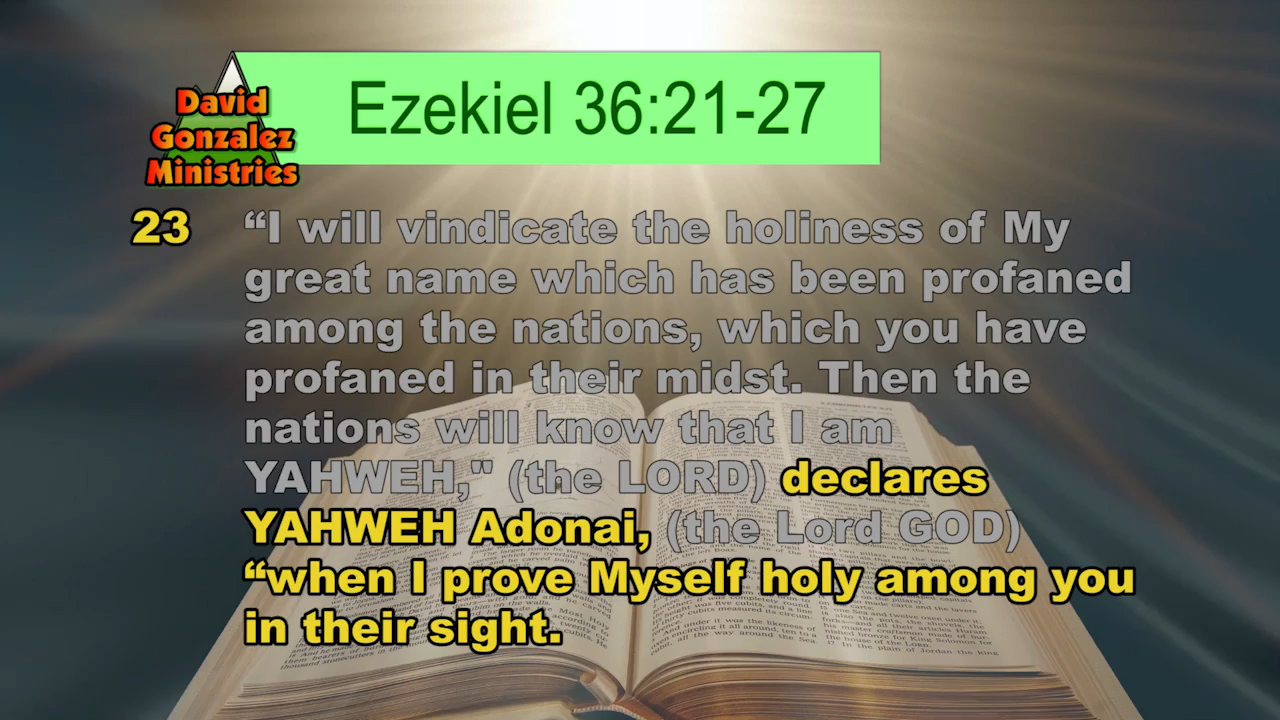 David
Gonzalez
Ministries
Ezekiel 36:21-27
23
“I will vindicate the holiness of My
great name which has been profaned
among the nations, which you have
profaned in their midst. Then the
nations will know that I am
YAHWEH," (the LORD) declares
YAHWEH Adonai, (the Lord GOD)
“when I prove Myself holy among you
in their sight.